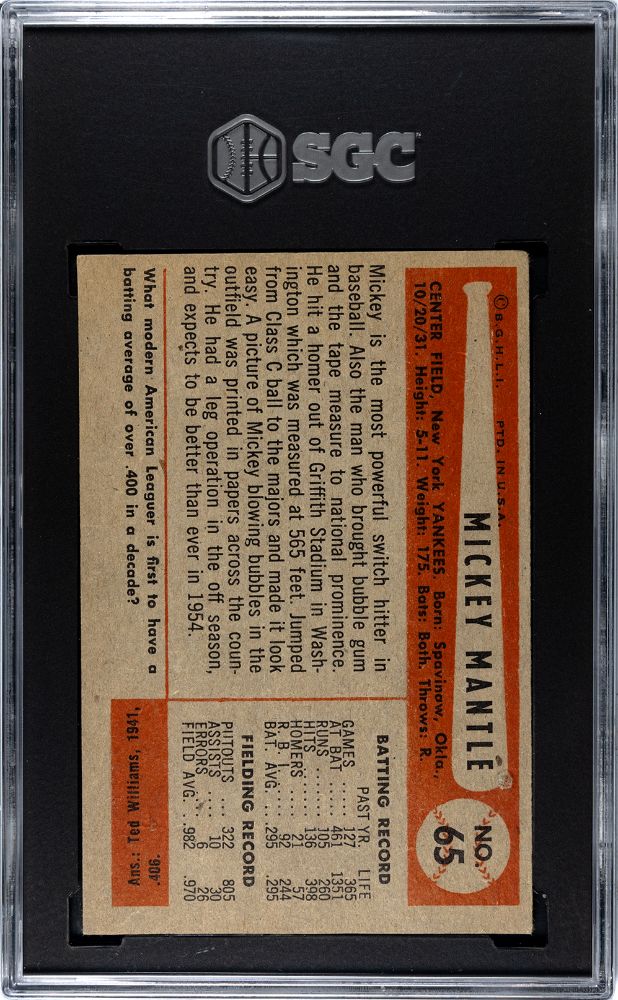 SGC
© B.G.H.L.I. PTD. IN U.S.A.
MICKEY MANTLE
NO.
65
CENTER FIELD, New York YANKEES Born: Spavinaw, Okla.,
10/20/31. Height: 5-11. Weight: 175. Bats: Both. Throws: R.
Mickey is the most powerful switch hitter in
baseball. Also the man who brought bubble gum
and the tape measure to national prominence.
He hit a homer out of Griffith Stadium in Wash-
ington which was measured at 565 feet. Jumped
from Class C ball to the majors and made it look
easy. A picture of Mickey blowing bubbles in the
outfield was printed in papers across the coun-
try. He had a leg operation in the off season,
and expects to be better than ever in 1954.
BATTING RECORD
PAST YR. LIFE
GAMES ..... 127 365
AT BAT ..... 461 1351
RUNS ...... 105 260
HITS ....... 136 398
HOMERS ..... 21 57
R. B. I. ...... 92 244
BAT. AVG. .. .295 .295
FIELDING RECORD
PUTOUTS .... 322 805
ASSISTS ..... 10 30
ERRORS ..... 6 26
FIELD AVG. .. .982 .970
What modern American Leaguer is first to have a
batting average of over .400 in a decade?
Ans.: Ted Williams, 1941,
.406.